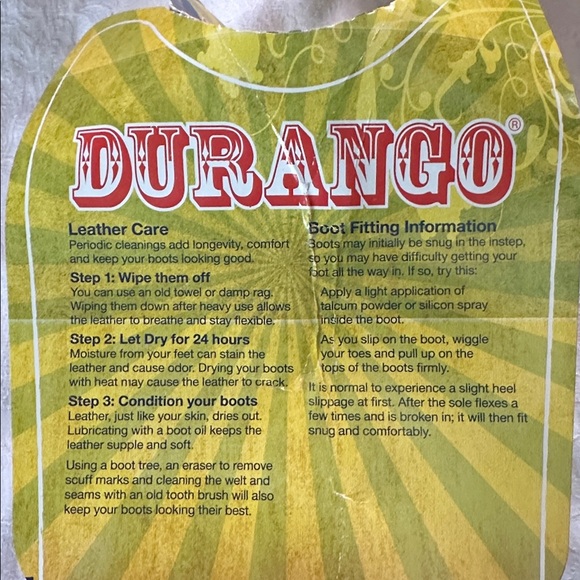 DURANGO®
Leather Care
Periodic cleanings add longevity, comfort
and keep your boots looking good.
Step 1: Wipe them off
You can use an old towel or damp rag.
Wiping them down after heavy use allows
the leather to breathe and stay flexible.
Step 2: Let Dry for 24 hours
Moisture from your feet can stain the
leather and cause odor. Drying your boots
with heat may cause the leather to crack.
Step 3: Condition your boots
Leather, just like your skin, dries out.
Lubricating with a boot oil keeps the
leather supple and soft.
Using a boot tree, an eraser to remove
scuff marks and cleaning the welt and
seams with an old tooth brush will also
keep your boots looking their best.
Boot Fitting Information
Boots may initially be snug in the instep,
so you may have difficulty getting your
foot all the way in. If so, try this:
Apply a light application of
talcum powder or silicon spray
inside the boot.
As you slip on the boot, wiggle
your toes and pull up on the
tops of the boots firmly.
It is normal to experience a slight heel
slippage at first. After the sole flexes a
few times and is broken in; it will then fit
snug and comfortably.